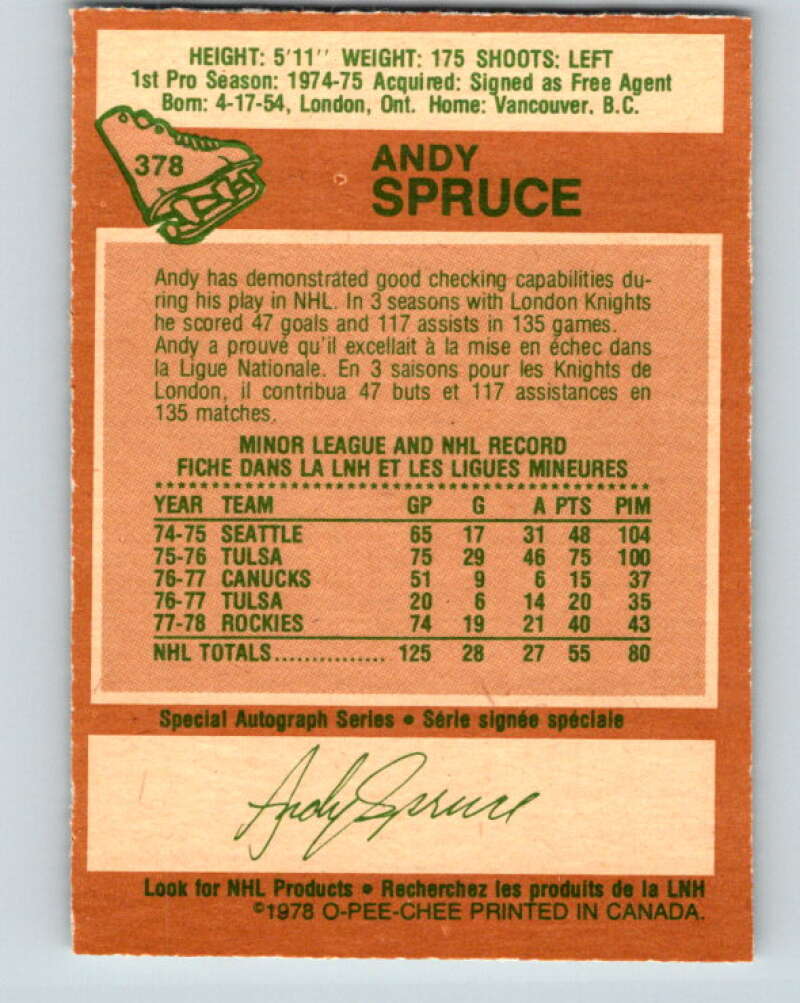 HEIGHT: 5'11'' WEIGHT: 175 SHOOTS: LEFT
1st Pro Season: 1974-75 Acquired: Signed as Free Agent
Born: 4-17-54, London, Ont. Home: Vancouver, B.C.
378
ANDY
SPRUCE
Andy has demonstrated good checking capabilities du-
ring his play in NHL. In 3 seasons with London Knights
he scored 47 goals and 117 assists in 135 games.
Andy a prouvé qu'il excellait à la mise en échec dans
la Ligue Nationale. En 3 saisons pour les Knights de
London, il contribua 47 buts et 117 assistances en
135 matches.
MINOR LEAGUE AND NHL RECORD
FICHE DANS LA LNH ET LES LIGUES MINEURES
YEAR TEAM GP G A PTS PIM
74-75 SEATTLE 65 17 31 48 104
75-76 TULSA 75 29 46 75 100
76-77 CANUCKS 51 9 6 15 37
76-77 TULSA 20 6 14 20 35
77-78 ROCKIES 74 19 21 40 43
NHL TOTALS............... 125 28 27 55 80
Special Autograph Series • Série signée spéciale
Andy Spruce
Look for NHL Products • Recherchez les produits de la LNH
©1978 O-PEE-CHEE PRINTED IN CANADA.